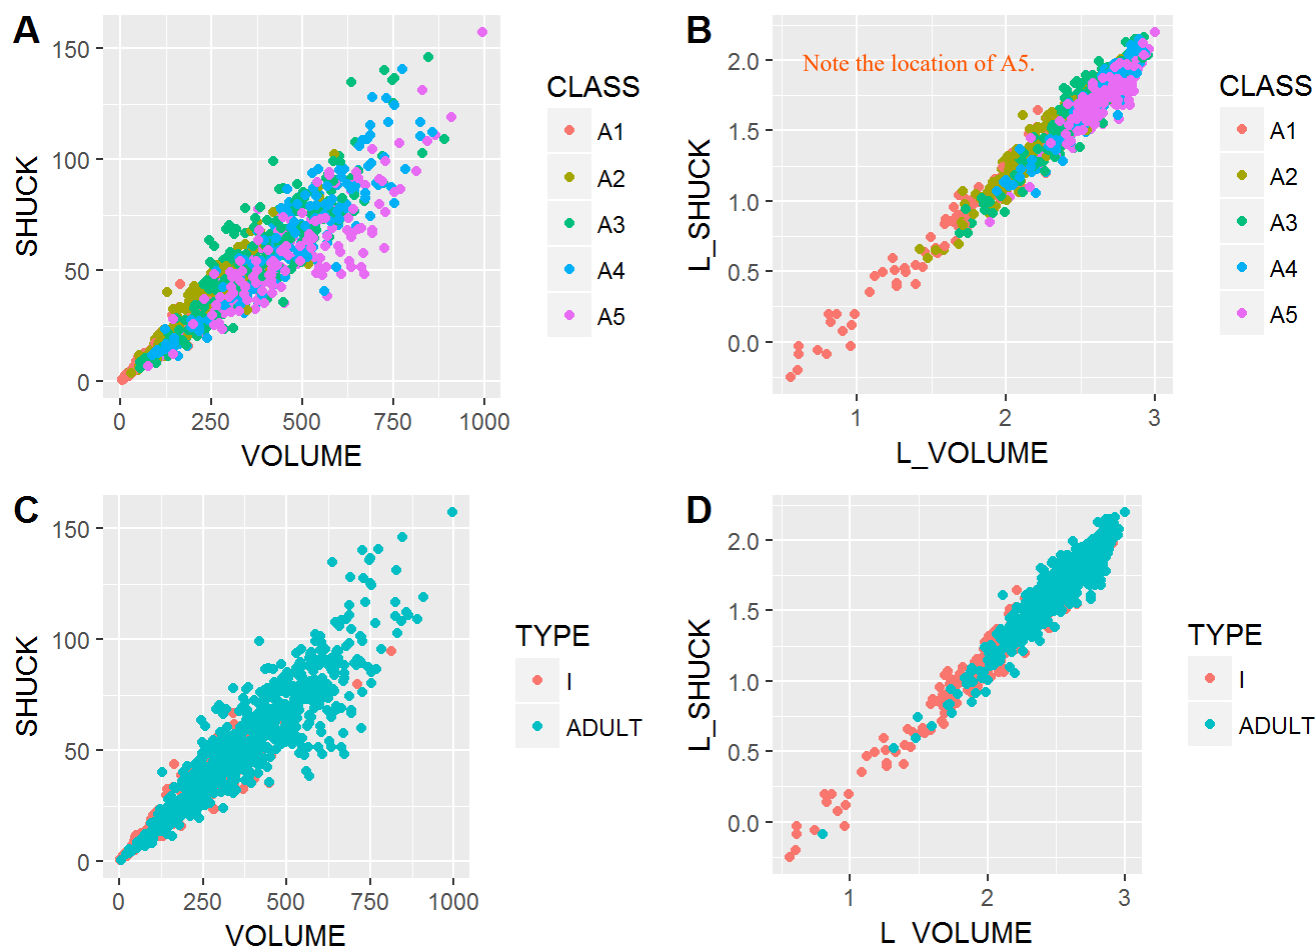 A
SHUCK
150
100
50
0
0 250 500 750 1000
VOLUME
CLASS
A1
A2
A3
A4
A5
B
Note the location of A5.
L_SHUCK
2.0
1.5
1.0
0.5
0.0
1 2 3
L_VOLUME
CLASS
A1
A2
A3
A4
A5
C
SHUCK
150
100
50
0
0 250 500 750 1000
VOLUME
TYPE
I
ADULT
D
L_SHUCK
2.0
1.5
1.0
0.5
0.0
1 2 3
L_VOLUME
TYPE
I
ADULT